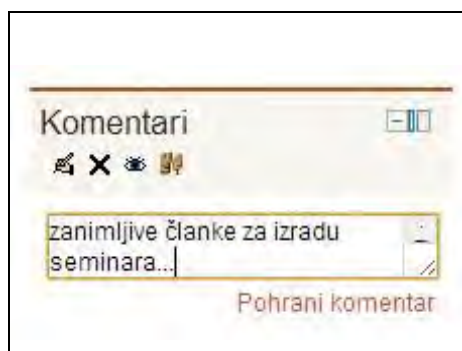 Komentari
zanimljive članke za izradu
seminara...
Pohrani komentar